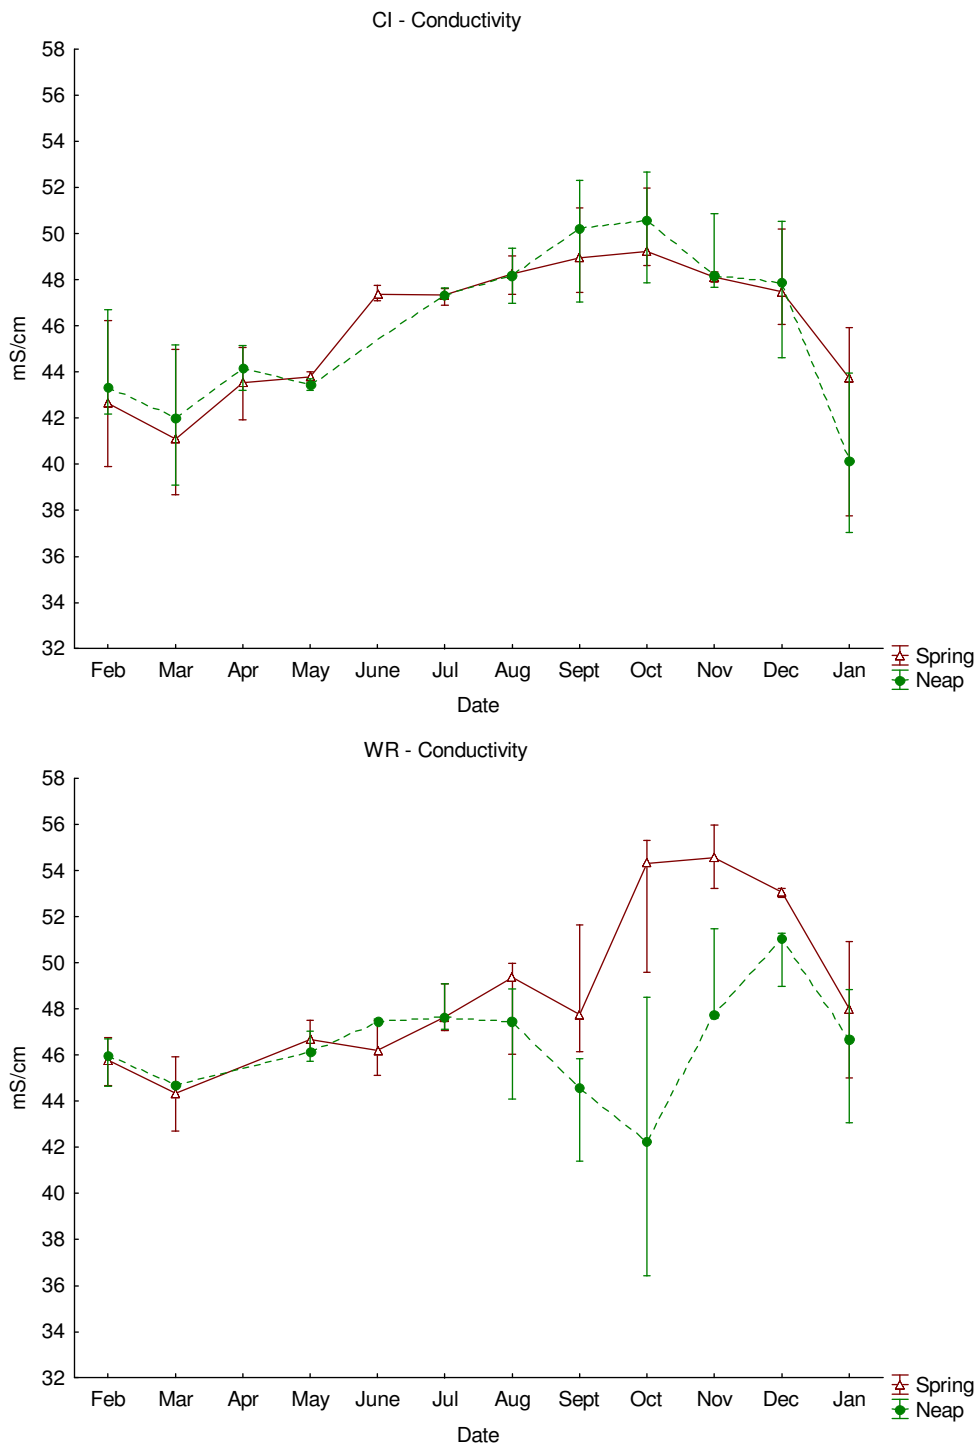 CI - Conductivity
58
56
54
52
50
48
46
44
42
40
38
36
34
32
mS/cm
Feb Mar Apr May June Jul Aug Sept Oct Nov Dec Jan
Date
Spring
Neap
WR - Conductivity
58
56
54
52
50
48
46
44
42
40
38
36
34
32
mS/cm
Feb Mar Apr May June Jul Aug Sept Oct Nov Dec Jan
Date
Spring
Neap